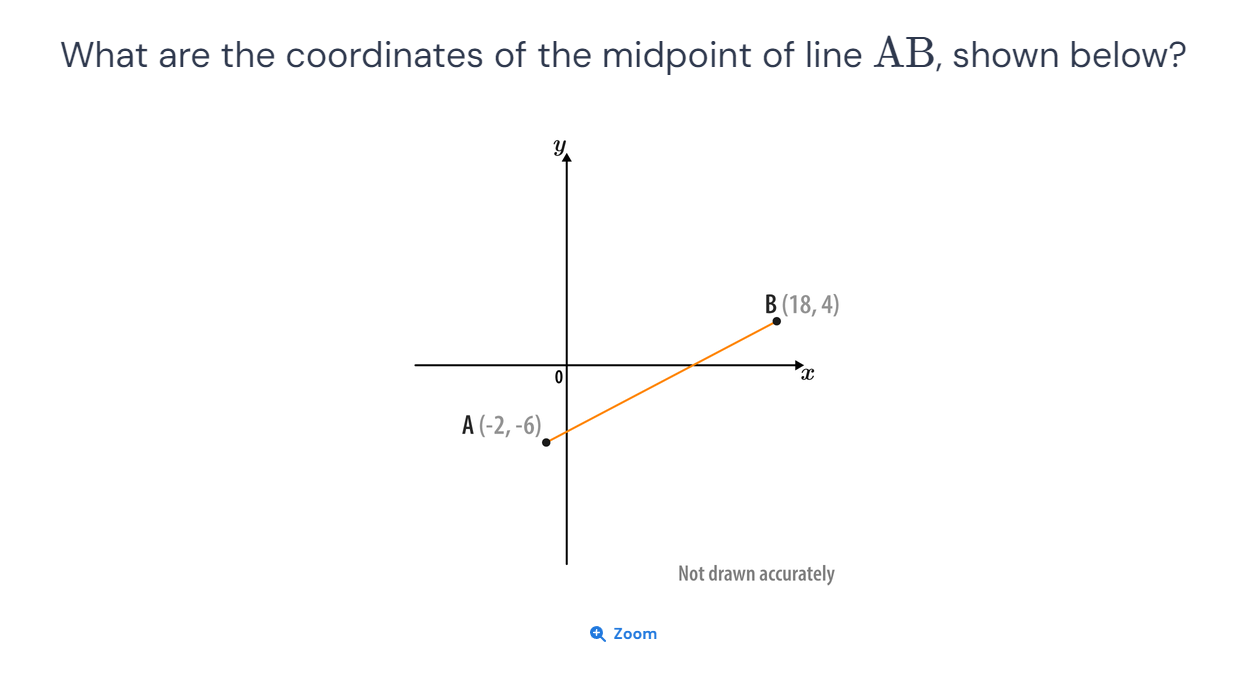 What are the coordinates of the midpoint of line AB, shown below?
y
B (18, 4)
0
x
A (-2, -6)
Not drawn accurately
Zoom